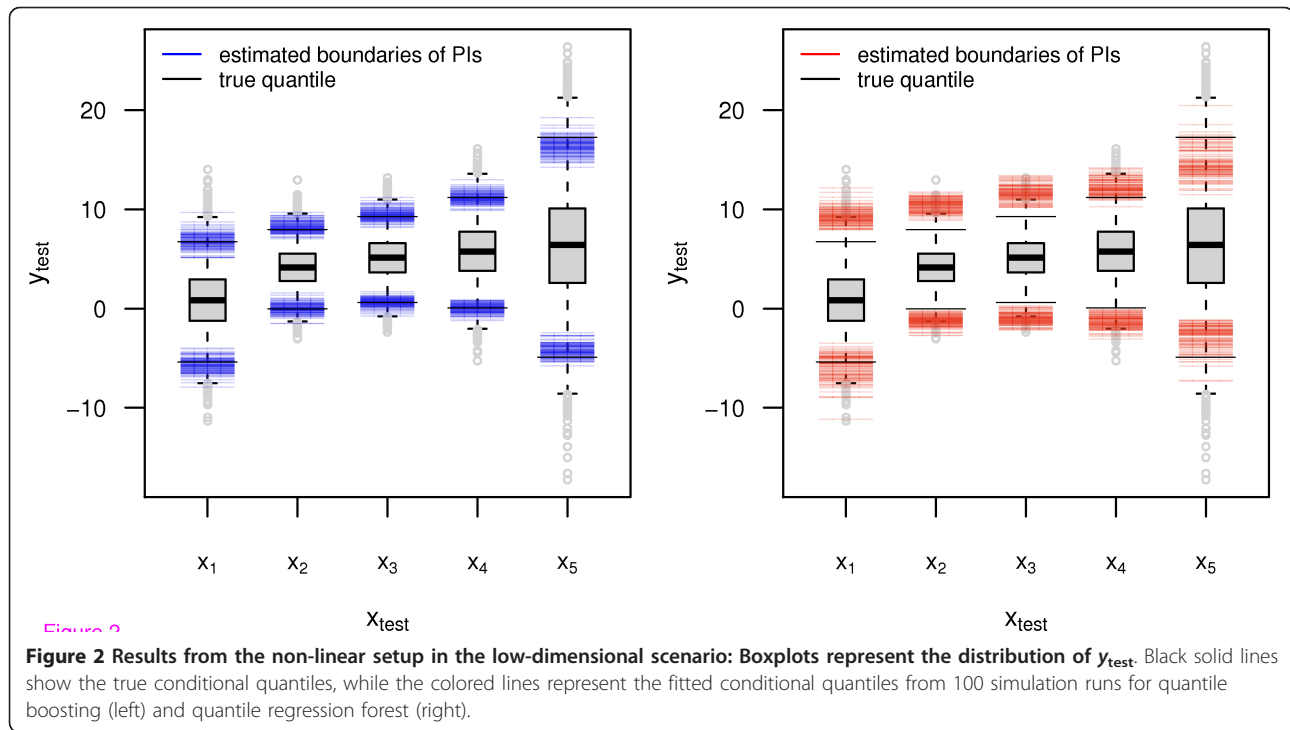 estimated boundaries of PIs
true quantile
20
10
0
−10
ytest
x1
x2
x3
x4
x5
xtest
estimated boundaries of PIs
true quantile
20
10
0
−10
ytest
x1
x2
x3
x4
x5
xtest
Figure 2
Figure 2 Results from the non-linear setup in the low-dimensional scenario: Boxplots represent the distribution of ytest. Black solid lines
show the true conditional quantiles, while the colored lines represent the fitted conditional quantiles from 100 simulation runs for quantile
boosting (left) and quantile regression forest (right).